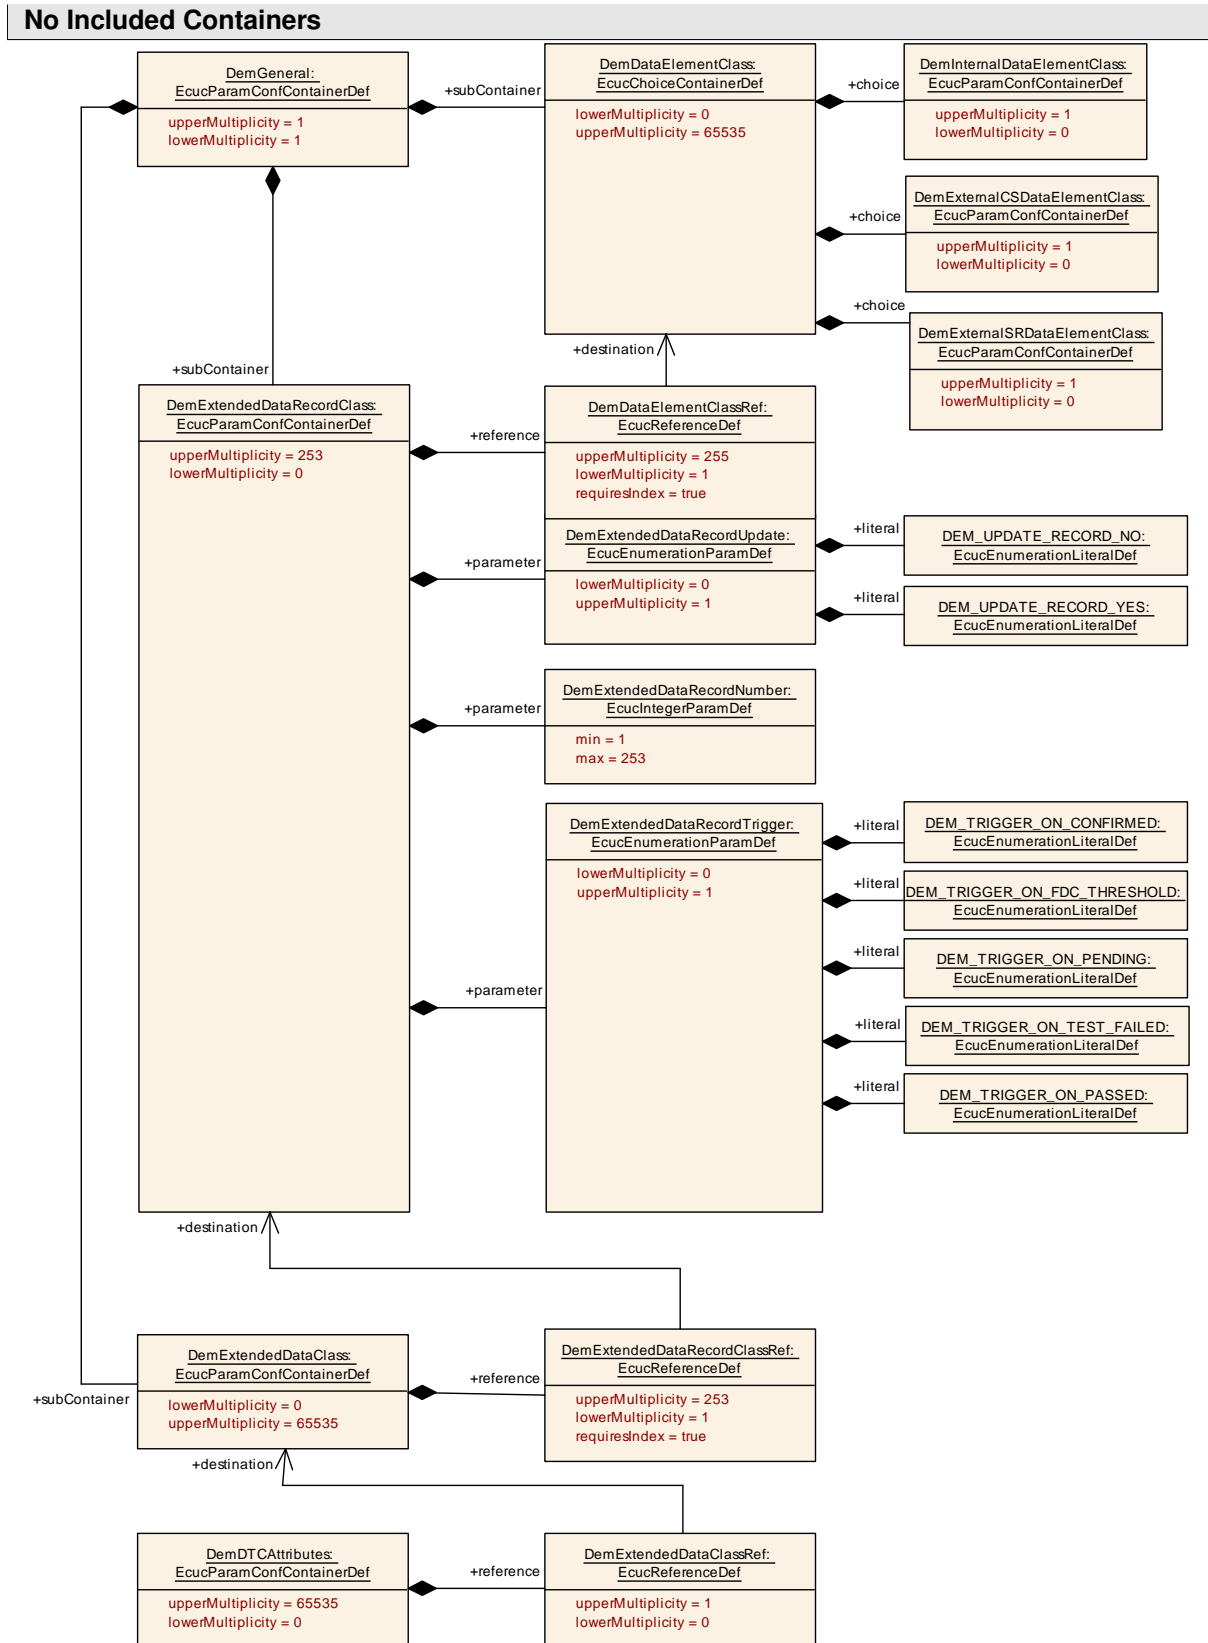 No Included Containers
DemGeneral:
EcucParamConfContainerDef
upperMultiplicity = 1
lowerMultiplicity = 1
+subContainer
DemDataElementClass:
EcucChoiceContainerDef
lowerMultiplicity = 0
upperMultiplicity = 65535
+choice
DemInternalDataElementClass:
EcucParamConfContainerDef
upperMultiplicity = 1
lowerMultiplicity = 0
+choice
DemExternalCSDataElementClass:
EcucParamConfContainerDef
upperMultiplicity = 1
lowerMultiplicity = 0
+choice
DemExternalSRDataElementClass:
EcucParamConfContainerDef
upperMultiplicity = 1
lowerMultiplicity = 0
+destination
+subContainer
DemExtendedDataRecordClass:
EcucParamConfContainerDef
upperMultiplicity = 253
lowerMultiplicity = 0
+reference
DemDataElementClassRef:
EcucReferenceDef
upperMultiplicity = 255
lowerMultiplicity = 1
requiresIndex = true
+parameter
DemExtendedDataRecordUpdate:
EcucEnumerationParamDef
lowerMultiplicity = 0
upperMultiplicity = 1
+literal
DEM_UPDATE_RECORD_NO:
EcucEnumerationLiteralDef
+literal
DEM_UPDATE_RECORD_YES:
EcucEnumerationLiteralDef
+parameter
DemExtendedDataRecordNumber:
EcucIntegerParamDef
min = 1
max = 253
+parameter
DemExtendedDataRecordTrigger:
EcucEnumerationParamDef
lowerMultiplicity = 0
upperMultiplicity = 1
+literal
DEM_TRIGGER_ON_CONFIRMED:
EcucEnumerationLiteralDef
+literal
DEM_TRIGGER_ON_FDC_THRESHOLD:
EcucEnumerationLiteralDef
+literal
DEM_TRIGGER_ON_PENDING:
EcucEnumerationLiteralDef
+literal
DEM_TRIGGER_ON_TEST_FAILED:
EcucEnumerationLiteralDef
+literal
DEM_TRIGGER_ON_PASSED:
EcucEnumerationLiteralDef
+destination
+subContainer
DemExtendedDataClass:
EcucParamConfContainerDef
lowerMultiplicity = 0
upperMultiplicity = 65535
+reference
DemExtendedDataRecordClassRef:
EcucReferenceDef
upperMultiplicity = 253
lowerMultiplicity = 1
requiresIndex = true
+destination
DemDTCAttributes:
EcucParamConfContainerDef
upperMultiplicity = 65535
lowerMultiplicity = 0
+reference
DemExtendedDataClassRef:
EcucReferenceDef
upperMultiplicity = 1
lowerMultiplicity = 0